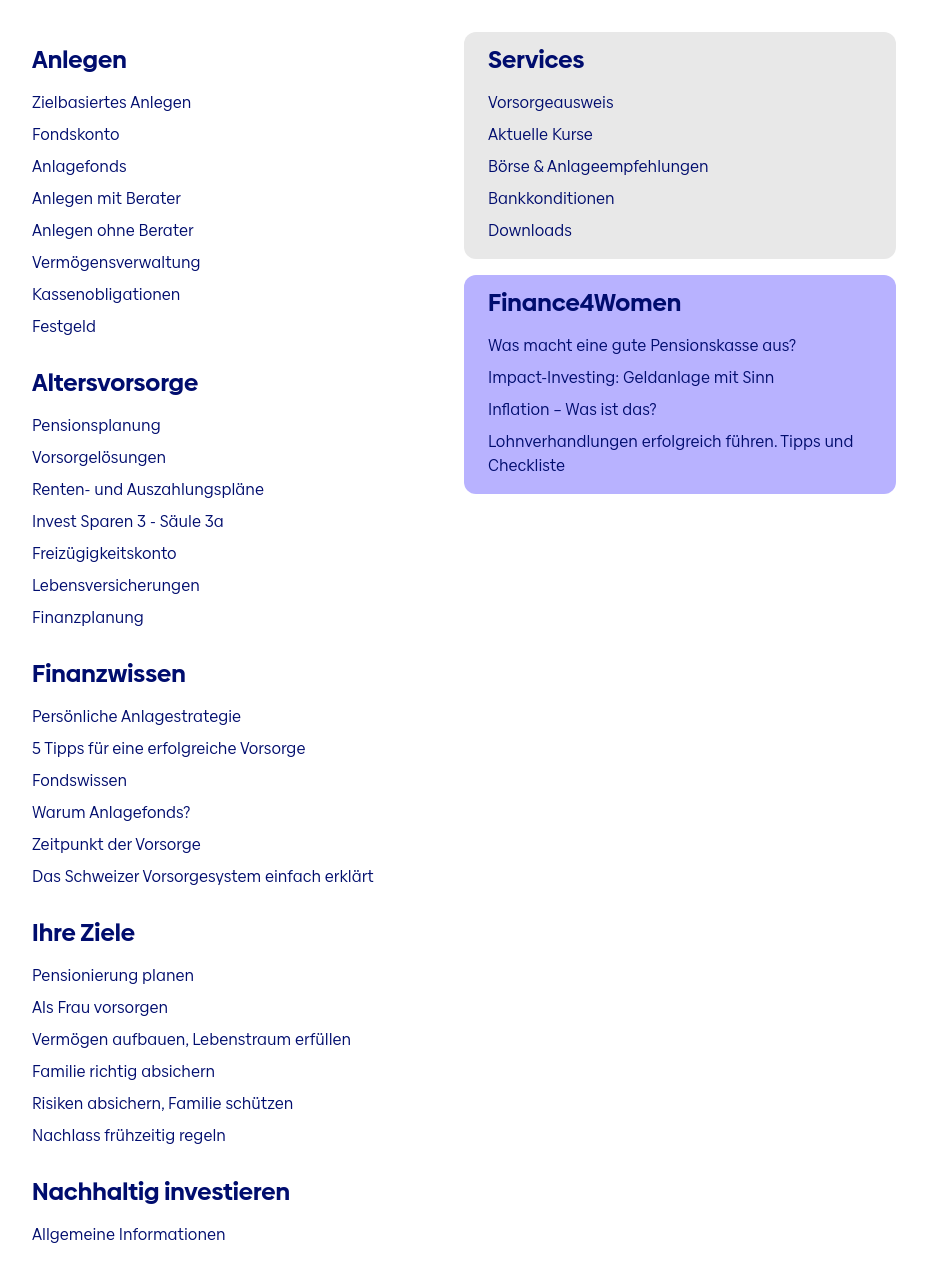 Anlegen
Zielbasiertes Anlegen
Fondskonto
Anlagefonds
Anlegen mit Berater
Anlegen ohne Berater
Vermögensverwaltung
Kassenobligationen
Festgeld
Altersvorsorge
Pensionsplanung
Vorsorgelösungen
Renten- und Auszahlungspläne
Invest Sparen 3 - Säule 3a
Freizügigkeitskonto
Lebensversicherungen
Finanzplanung
Finanzwissen
Persönliche Anlagestrategie
5 Tipps für eine erfolgreiche Vorsorge
Fondswissen
Warum Anlagefonds?
Zeitpunkt der Vorsorge
Das Schweizer Vorsorgesystem einfach erklärt
Ihre Ziele
Pensionierung planen
Als Frau vorsorgen
Vermögen aufbauen, Lebenstraum erfüllen
Familie richtig absichern
Risiken absichern, Familie schützen
Nachlass frühzeitig regeln
Nachhaltig investieren
Allgemeine Informationen
Services
Vorsorgeausweis
Aktuelle Kurse
Börse & Anlageempfehlungen
Bankkonditionen
Downloads
Finance4Women
Was macht eine gute Pensionskasse aus?
Impact-Investing: Geldanlage mit Sinn
Inflation – Was ist das?
Lohnverhandlungen erfolgreich führen. Tipps und
Checkliste